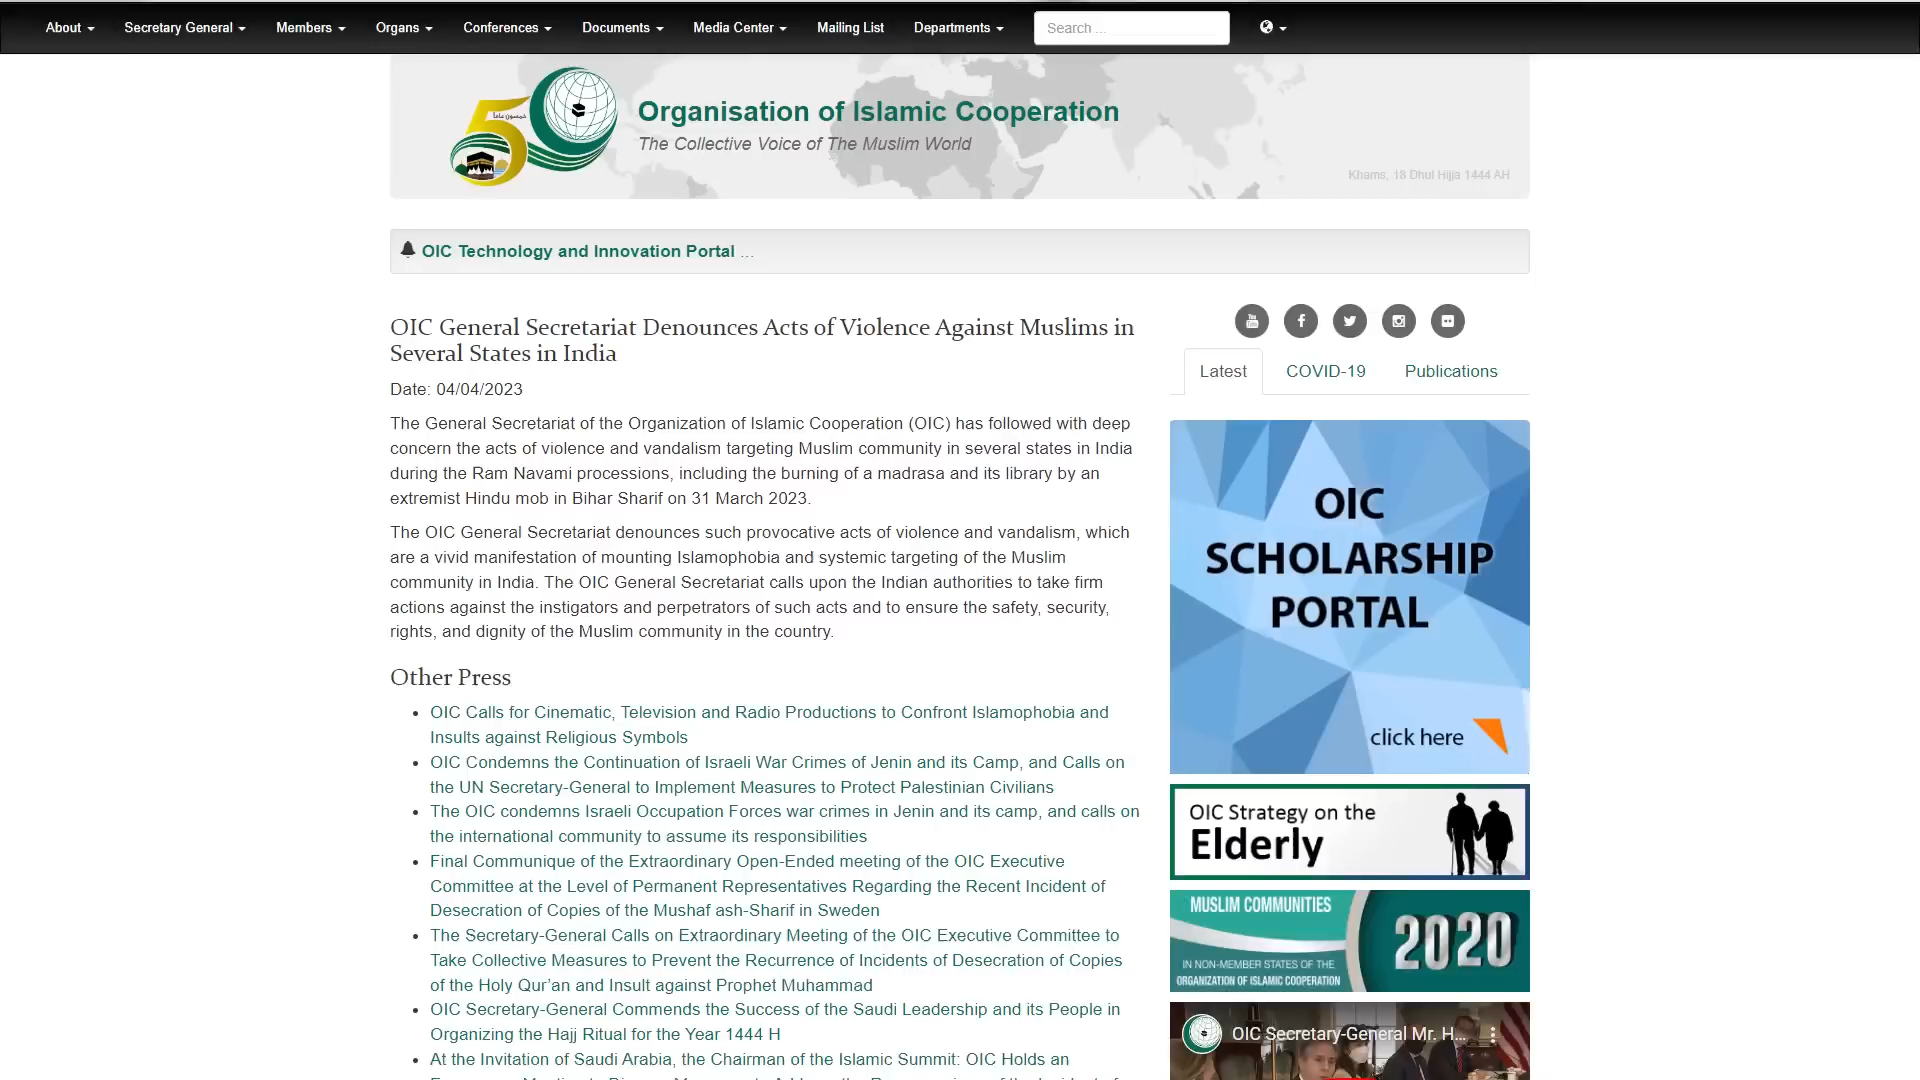 About
Secretary General
Members
Organs
Conferences
Documents
Media Center
Mailing List
Departments
Search ...
Organisation of Islamic Cooperation
The Collective Voice of The Muslim World
Khams, 18 Dhul Hijja 1444 AH
OIC Technology and Innovation Portal ...
OIC General Secretariat Denounces Acts of Violence Against Muslims in
Several States in India
Date: 04/04/2023
The General Secretariat of the Organization of Islamic Cooperation (OIC) has followed with deep
concern the acts of violence and vandalism targeting Muslim community in several states in India
during the Ram Navami processions, including the burning of a madrasa and its library by an
extremist Hindu mob in Bihar Sharif on 31 March 2023.
The OIC General Secretariat denounces such provocative acts of violence and vandalism, which
are a vivid manifestation of mounting Islamophobia and systemic targeting of the Muslim
community in India. The OIC General Secretariat calls upon the Indian authorities to take firm
actions against the instigators and perpetrators of such acts and to ensure the safety, security,
rights, and dignity of the Muslim community in the country.
Other Press
OIC Calls for Cinematic, Television and Radio Productions to Confront Islamophobia and
Insults against Religious Symbols
OIC Condemns the Continuation of Israeli War Crimes of Jenin and its Camp, and Calls on
the UN Secretary-General to Implement Measures to Protect Palestinian Civilians
The OIC condemns Israeli Occupation Forces war crimes in Jenin and its camp, and calls on
the international community to assume its responsibilities
Final Communique of the Extraordinary Open-Ended meeting of the OIC Executive
Committee at the Level of Permanent Representatives Regarding the Recent Incident of
Desecration of Copies of the Mushaf ash-Sharif in Sweden
The Secretary-General Calls on Extraordinary Meeting of the OIC Executive Committee to
Take Collective Measures to Prevent the Recurrence of Incidents of Desecration of Copies
of the Holy Qur’an and Insult against Prophet Muhammad
OIC Secretary-General Commends the Success of the Saudi Leadership and its People in
Organizing the Hajj Ritual for the Year 1444 H
At the Invitation of Saudi Arabia, the Chairman of the Islamic Summit: OIC Holds an
Latest
COVID-19
Publications
OIC
SCHOLARSHIP
PORTAL
click here
OIC Strategy on the
Elderly
MUSLIM COMMUNITIES
2020
IN NON-MEMBER STATES OF THE
ORGANIZATION OF ISLAMIC COOPERATION
OIC Secretary-General Mr. H...